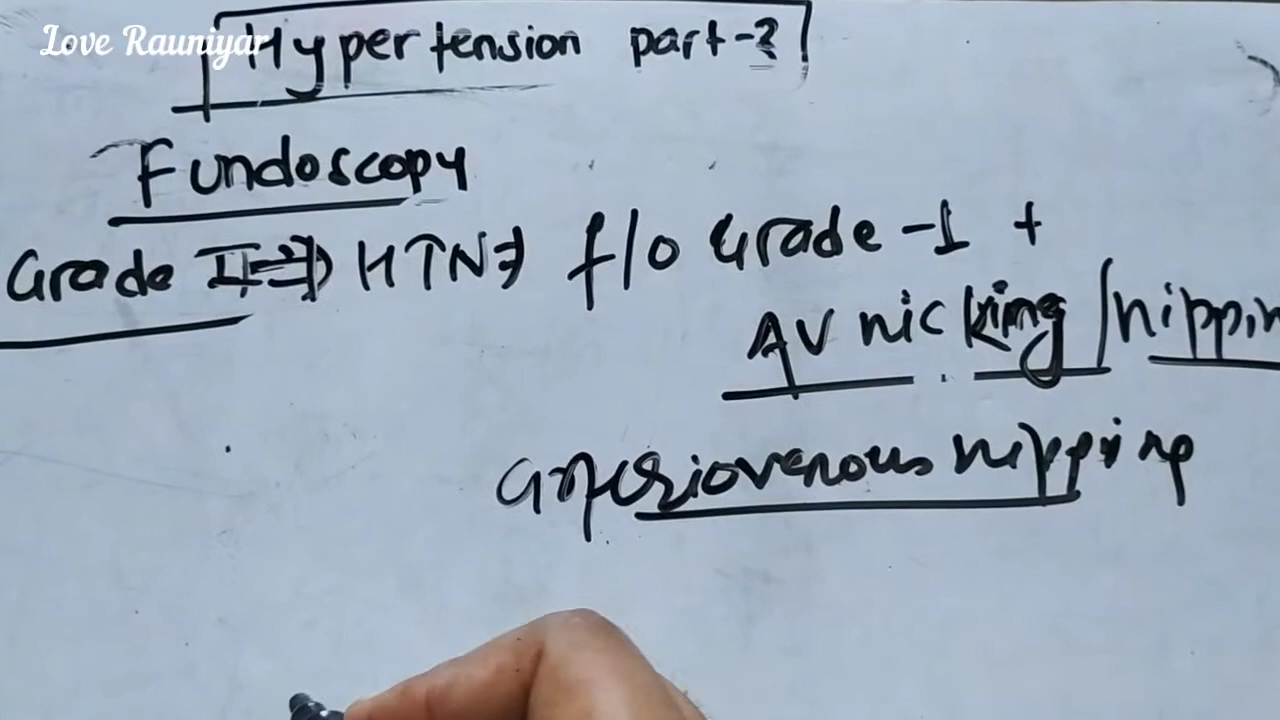 Love Rauniyar
Hypertension part-2
Fundoscopy
Grade II ⇒ HTN⇒ f/o Grade -1 +
AV nicking/nippin
arteriovenous nipping